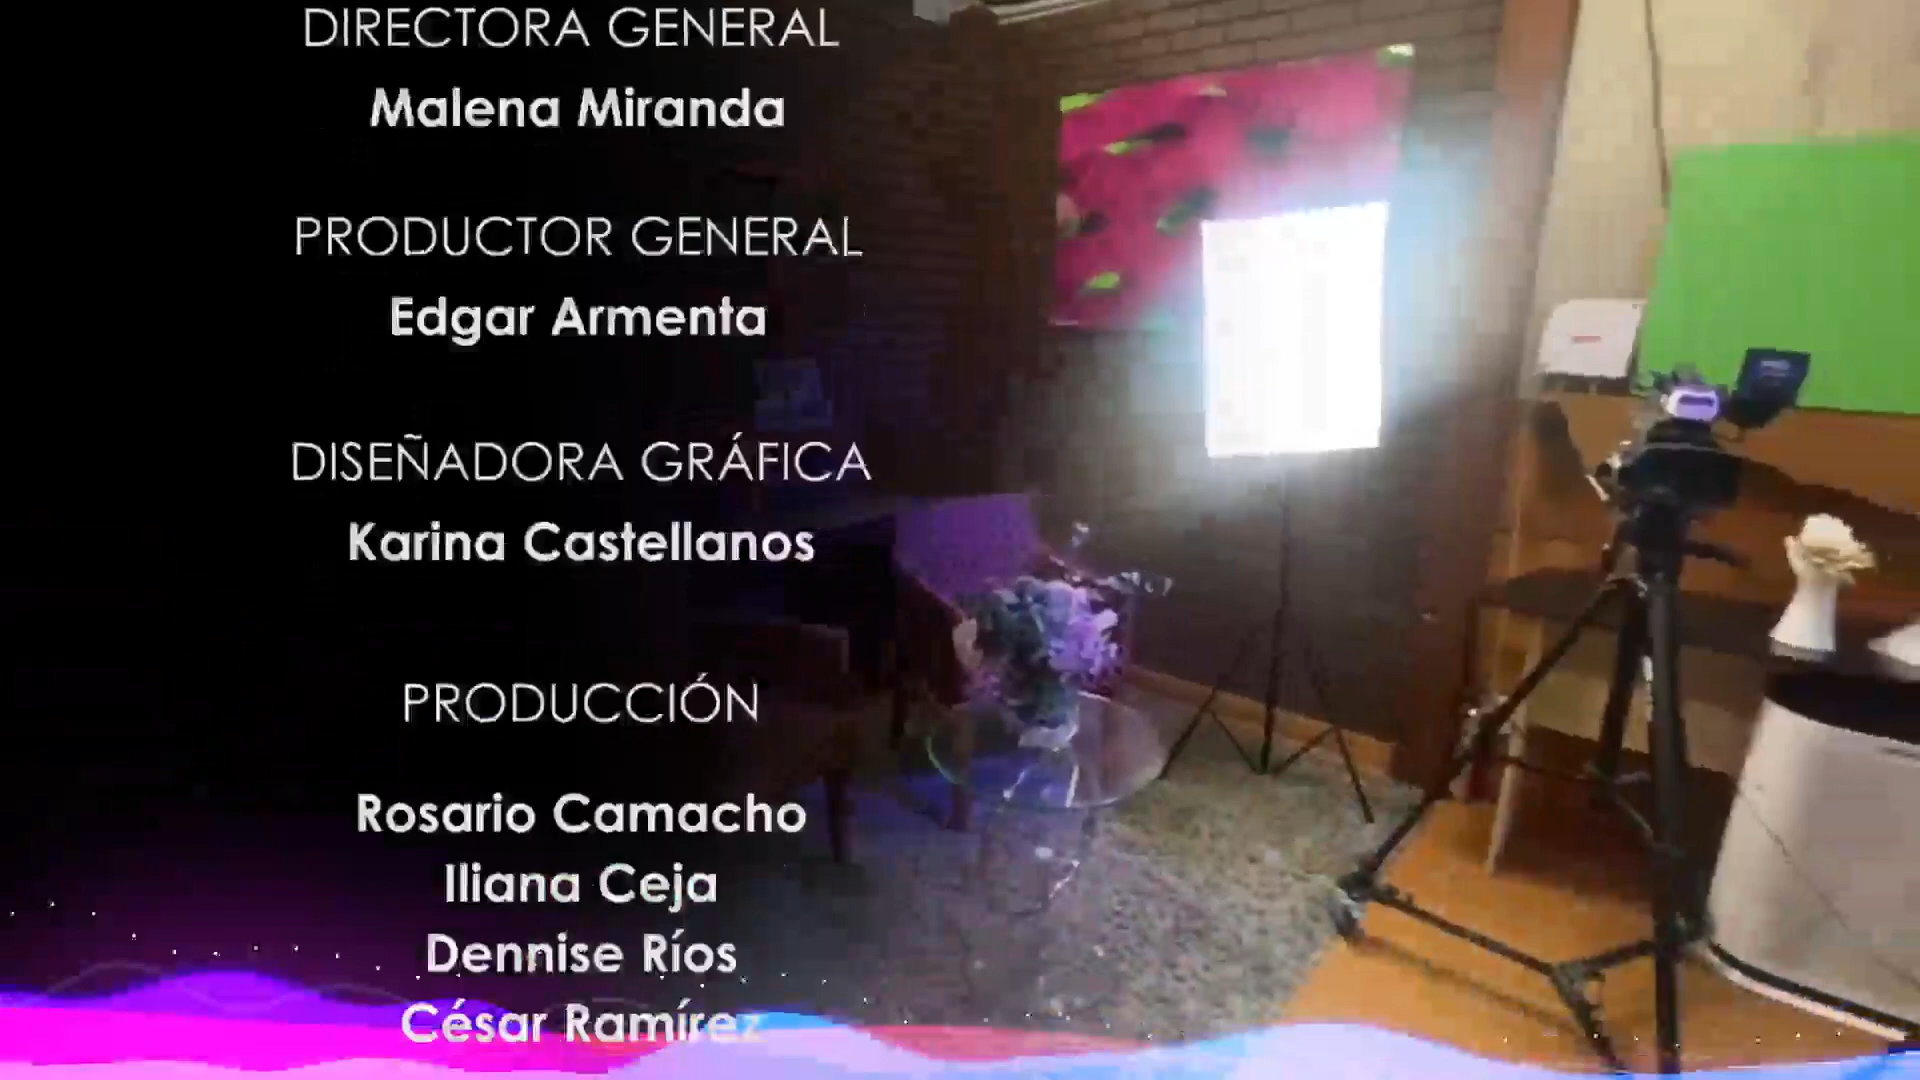 DIRECTORA GENERAL
Malena Miranda
PRODUCTOR GENERAL
Edgar Armenta
DISEÑADORA GRÁFICA
Karina Castellanos
PRODUCCIÓN
Rosario Camacho
Iliana Ceja
Dennise Ríos
César Ramírez